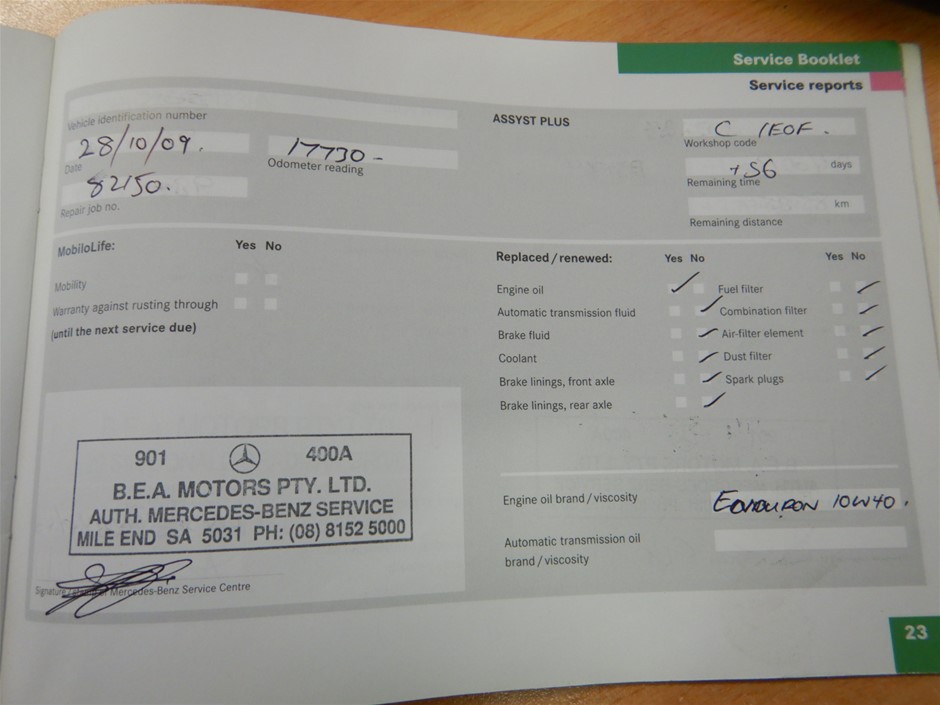 Service Booklet
Service reports
Vehicle identification number
28/10/09.
Date
17730 -
Odometer reading
82150.
Repair job no.
ASSYST PLUS
C 1EOF .
Workshop code
+56 days
Remaining time
km
Remaining distance
MobiloLife: Yes No
Mobility
Warranty against rusting through
(until the next service due)
Replaced / renewed: Yes No Yes No
Engine oil Fuel filter
Automatic transmission fluid Combination filter
Brake fluid Air-filter element
Coolant Dust filter
Brake linings, front axle Spark plugs
Brake linings, rear axle
901 400A
B.E.A. MOTORS PTY. LTD.
AUTH. MERCEDES-BENZ SERVICE
MILE END SA 5031 PH: (08) 8152 5000
Signature Mercedes-Benz Service Centre
Engine oil brand / viscosity 10W40.
Automatic transmission oil
brand / viscosity
23